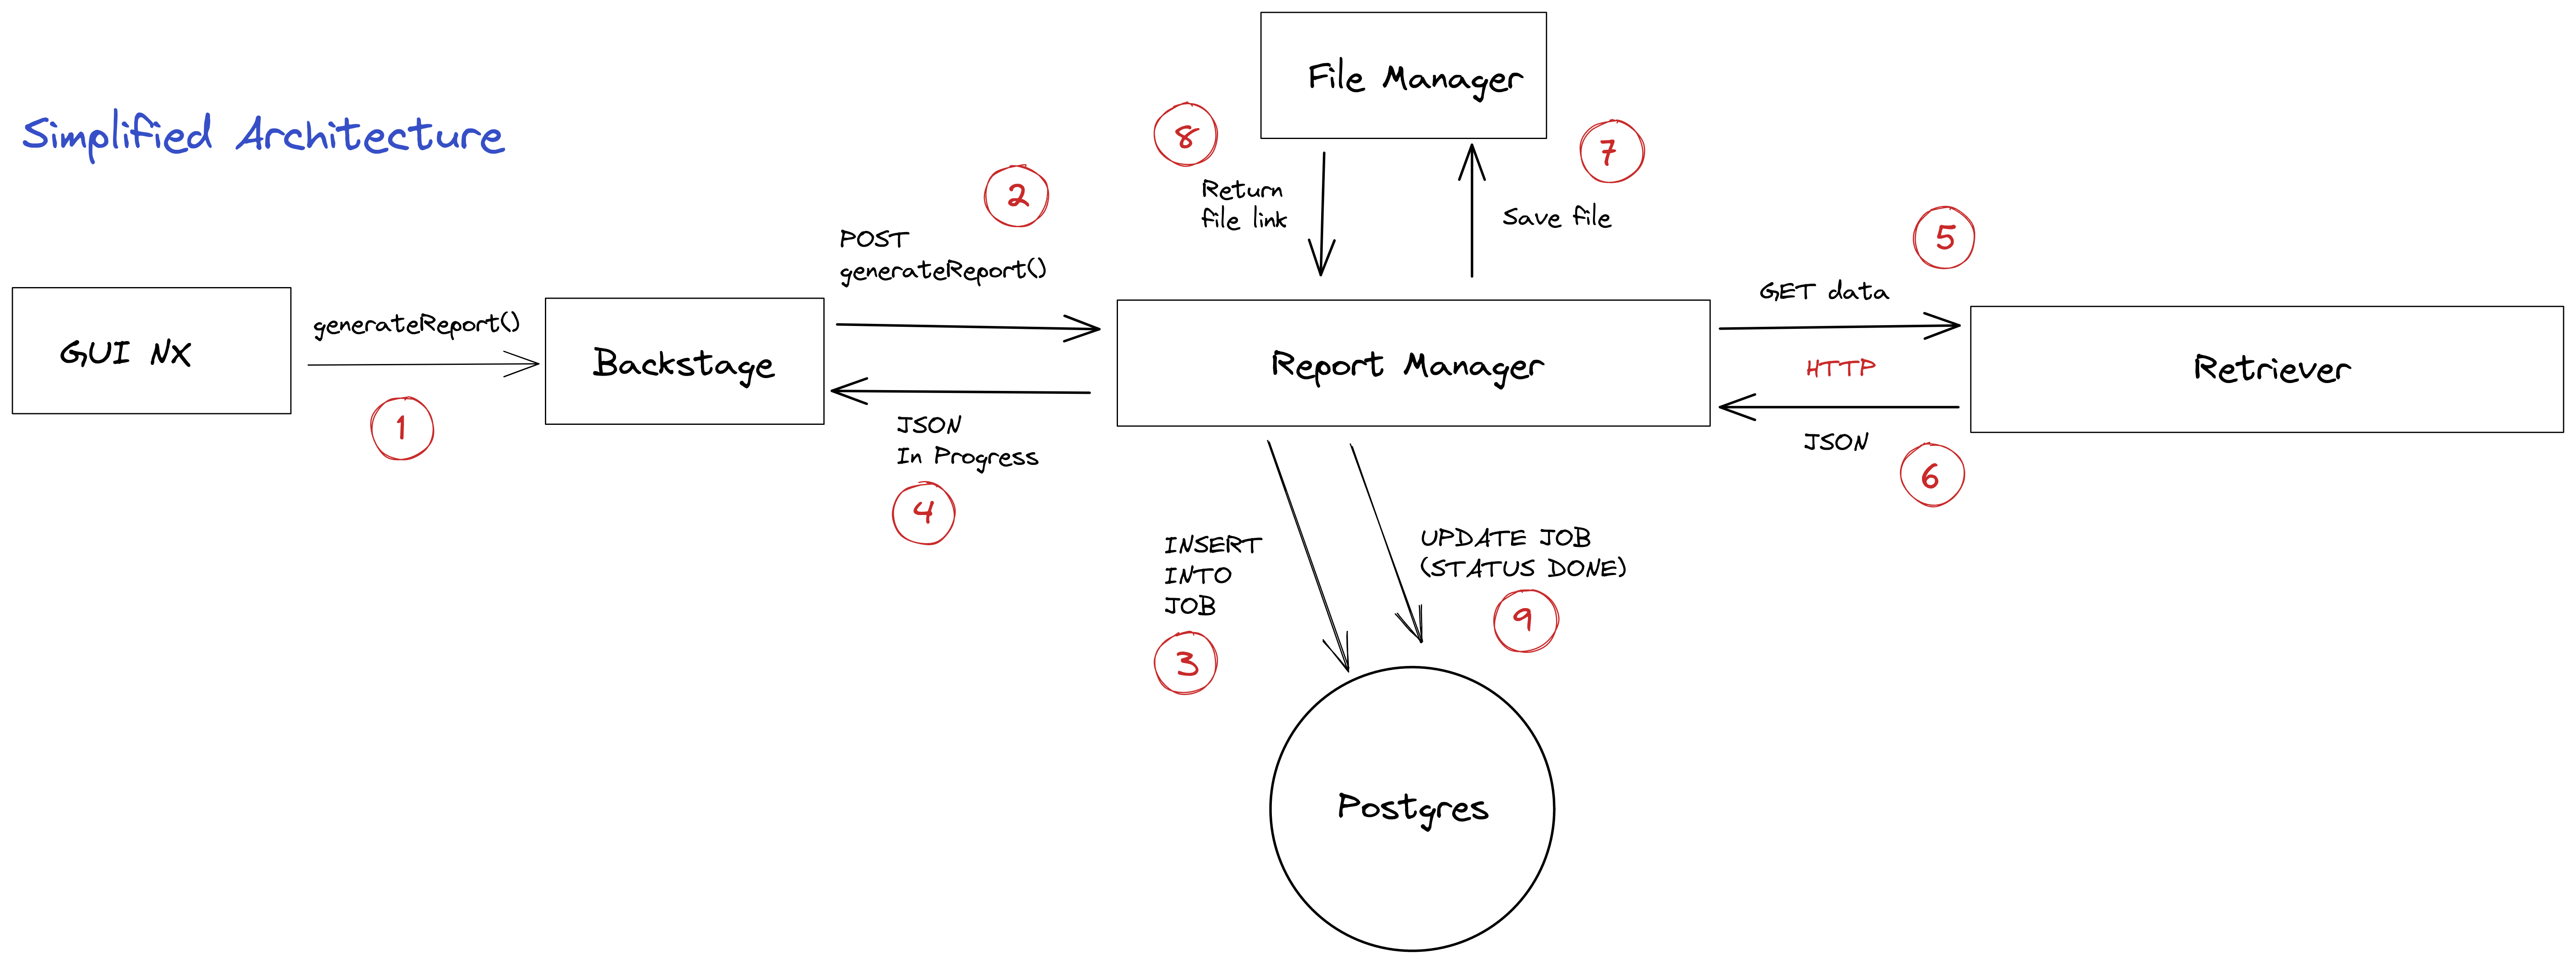 Simplified Architecture
GUI NX
generateReport()
1
Backstage
2
POST
generateReport()
JSON
In Progress
4
File Manager
8
Return
file link
7
Save file
Report Manager
5
GET data
HTTP
JSON
6
Retriever
INSERT
INTO
JOB
3
UPDATE JOB
(STATUS DONE)
9
Postgres